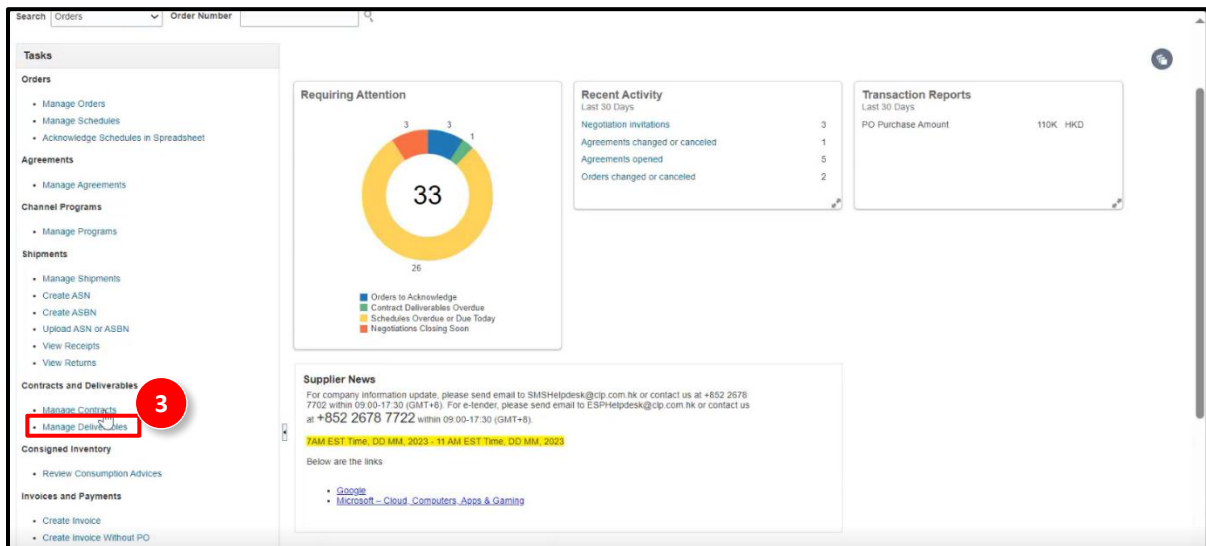 Search Orders Order Number
Tasks
Orders
• Manage Orders
• Manage Schedules
• Acknowledge Schedules in Spreadsheet
Agreements
• Manage Agreements
Channel Programs
• Manage Programs
Shipments
• Manage Shipments
• Create ASN
• Create ASBN
• Upload ASN or ASBN
• View Receipts
• View Returns
Contracts and Deliverables
• Manage Contracts
• Manage Deliverables
3
Consigned Inventory
• Review Consumption Advices
Invoices and Payments
• Create Invoice
• Create Invoice Without PO
Requiring Attention
3 3
1
33
26
Orders to Acknowledge
Contract Deliverables Overdue
Schedules Overdue or Due Today
Negotiations Closing Soon
Recent Activity
Last 30 Days
Negotiation invitations 3
Agreements changed or canceled 1
Agreements opened 5
Orders changed or canceled 2
Transaction Reports
Last 30 Days
PO Purchase Amount 110K HKD
Supplier News
For company information update, please send email to SMSHelpdesk@clp.com.hk or contact us at +852 2678
7702 within 09:00-17:30 (GMT+8). For e-tender, please send email to ESPHelpdesk@clp.com.hk or contact us
at +852 2678 7722 within 09:00-17:30 (GMT+8).
7AM EST Time, DD MM, 2023 - 11 AM EST Time, DD MM, 2023
Below are the links
• Google
• Microsoft – Cloud, Computers, Apps & Gaming